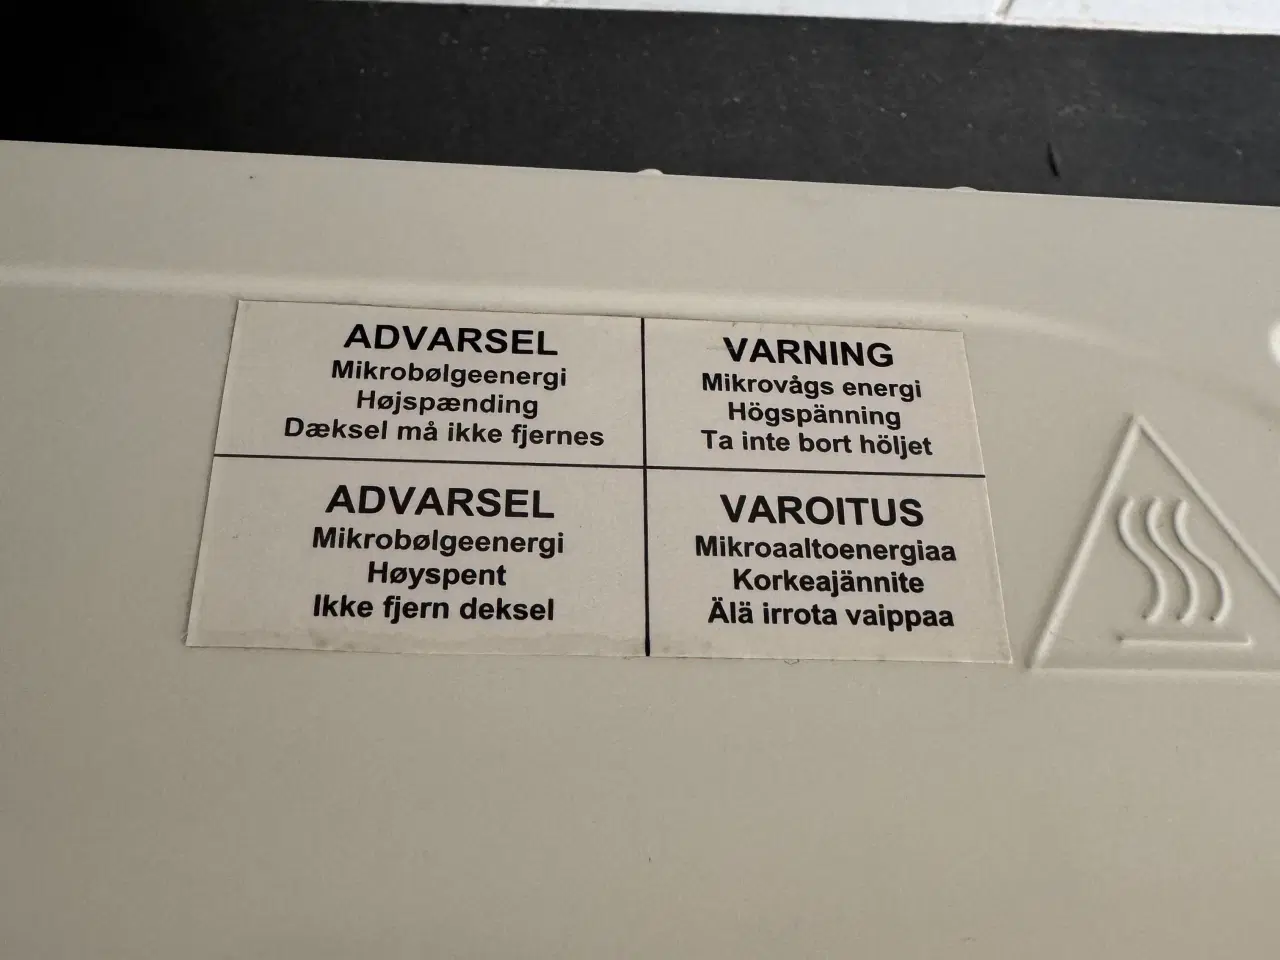 ADVARSEL
Mikrobølgeenergi
Højspænding
Dæksel må ikke fjernes
VARNING
Mikrovågs energi
Högspänning
Ta inte bort höljet
ADVARSEL
Mikrobølgeenergi
Høyspent
Ikke fjern deksel
VAROITUS
Mikroaaltoenergiaa
Korkeajännite
Älä irrota vaippaa